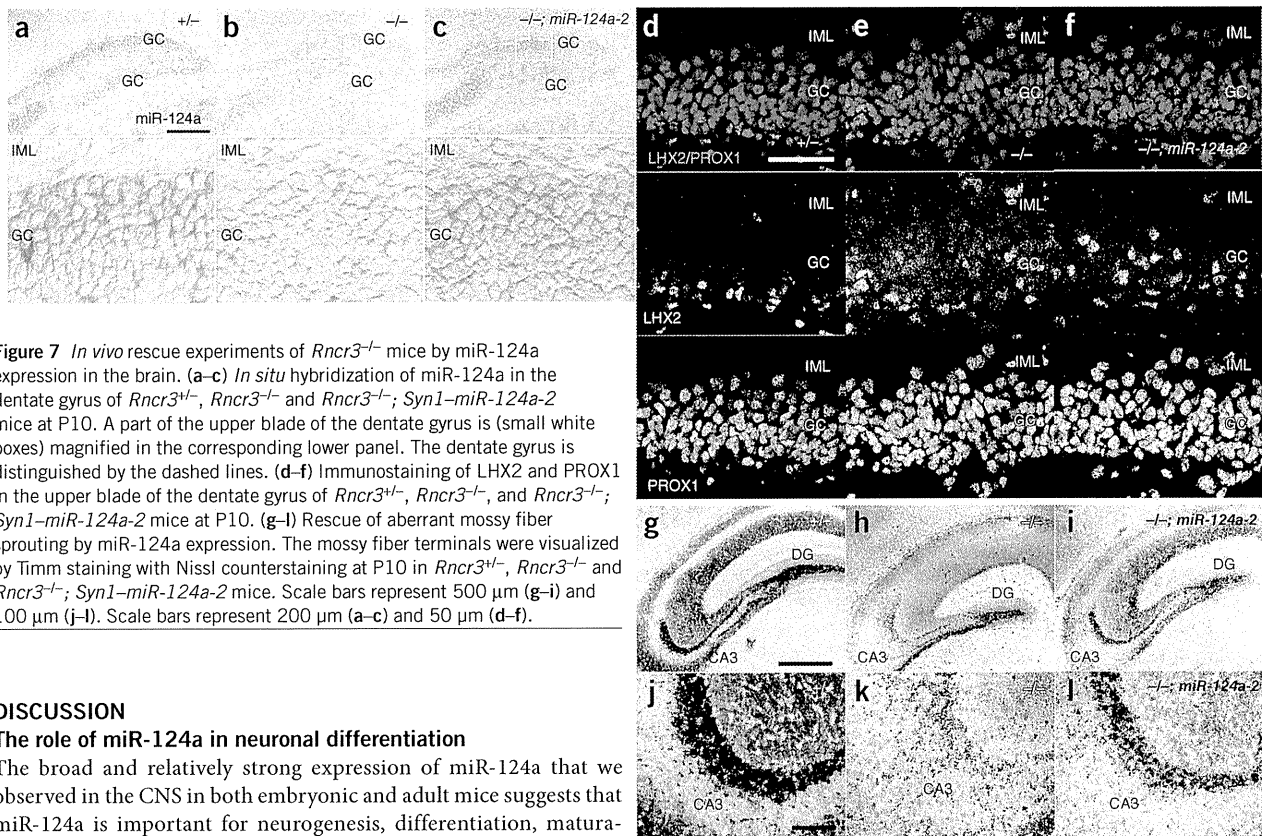 a +/– GC GC miR-124a IML GC
b –/– GC GC IML GC
c –/–; miR-124a-2 GC GC IML GC
d IML GC +/– LHX2/PROX1
e IML GC –/–
f IML GC –/–; miR-124a-2
IML GC LHX2
IML GC
IML GC
IML GC PROX1
IML GC
IML GC
g CA3
h –/– DG CA3
i –/–; miR-124a-2 DG CA3
j CA3
k –/– CA3
l –/–; miR-124a-2 CA3
DG
Figure 7 In vivo rescue experiments of Rncr3–/– mice by miR-124a
expression in the brain. (a–c) In situ hybridization of miR-124a in the
dentate gyrus of Rncr3+/–, Rncr3–/– and Rncr3–/–; Syn1–miR-124a-2
mice at P10. A part of the upper blade of the dentate gyrus is (small white
boxes) magnified in the corresponding lower panel. The dentate gyrus is
distinguished by the dashed lines. (d–f) Immunostaining of LHX2 and PROX1
in the upper blade of the dentate gyrus of Rncr3+/–, Rncr3–/–, and Rncr3–/–;
Syn1–miR-124a-2 mice at P10. (g–l) Rescue of aberrant mossy fiber
sprouting by miR-124a expression. The mossy fiber terminals were visualized
by Timm staining with Nissl counterstaining at P10 in Rncr3+/–, Rncr3–/– and
Rncr3–/–; Syn1–miR-124a-2 mice. Scale bars represent 500 µm (g–i) and
100 µm (j–l). Scale bars represent 200 µm (a–c) and 50 µm (d–f).
DISCUSSION
The role of miR-124a in neuronal differentiation
The broad and relatively strong expression of miR-124a that we
observed in the CNS in both embryonic and adult mice suggests that
miR-124a is important for neurogenesis, differentiation, matura-